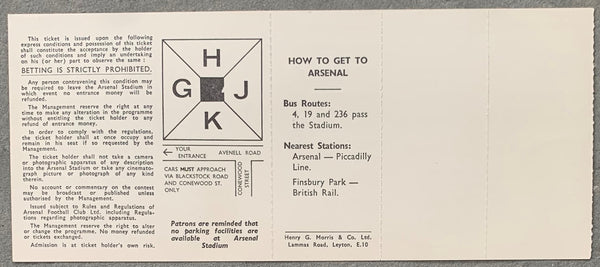 This ticket is issued upon the following
express conditions and possession of this ticket
shall constitute the acceptance by the holder
of such conditions and imply an undertaking
on his (or her) part to observe the same :
BETTING IS STRICTLY PROHIBITED.
Any person contravening this condition may
be required to leave the Arsenal Stadium in
which event no entrance money will be
refunded.
The Management reserve the right at any
time to make any alteration in the programme
without entitling the ticket holder to any
refund of entrance money.
In order to comply with the regulations,
the ticket holder shall at once occupy and
remain in his seat if so requested by the
Management.
The ticket holder shall not take a camera
or photographic apparatus of any description
into the Arsenal Stadium or take any cinemato-
graph picture or photograph of any kind
therein.
No account or commentary on the contest
may be broadcast or published unless
authorised by the Management.
Issued subject to Rules and Regulations of
Arsenal Football Club Ltd. including Regula-
tions regarding photographic apparatus.
The Management reserve the right to alter
or change the programme. No money refunded
or tickets exchanged.
Admission is at ticket holder's own risk.
H
G
J
K
← YOUR
ENTRANCE
AVENELL ROAD
CARS MUST APPROACH
VIA BLACKSTOCK ROAD
AND CONEWOOD ST.
ONLY
CONEWOOD
STREET
Patrons are reminded that
no parking facilities are
available at Arsenal
Stadium
HOW TO GET TO
ARSENAL
Bus Routes:
4, 19 and 236 pass
the Stadium.
Nearest Stations:
Arsenal — Piccadilly
Line.
Finsbury Park —
British Rail.
Henry G. Morris & Co. Ltd.
Lammas Road, Leyton, E.10